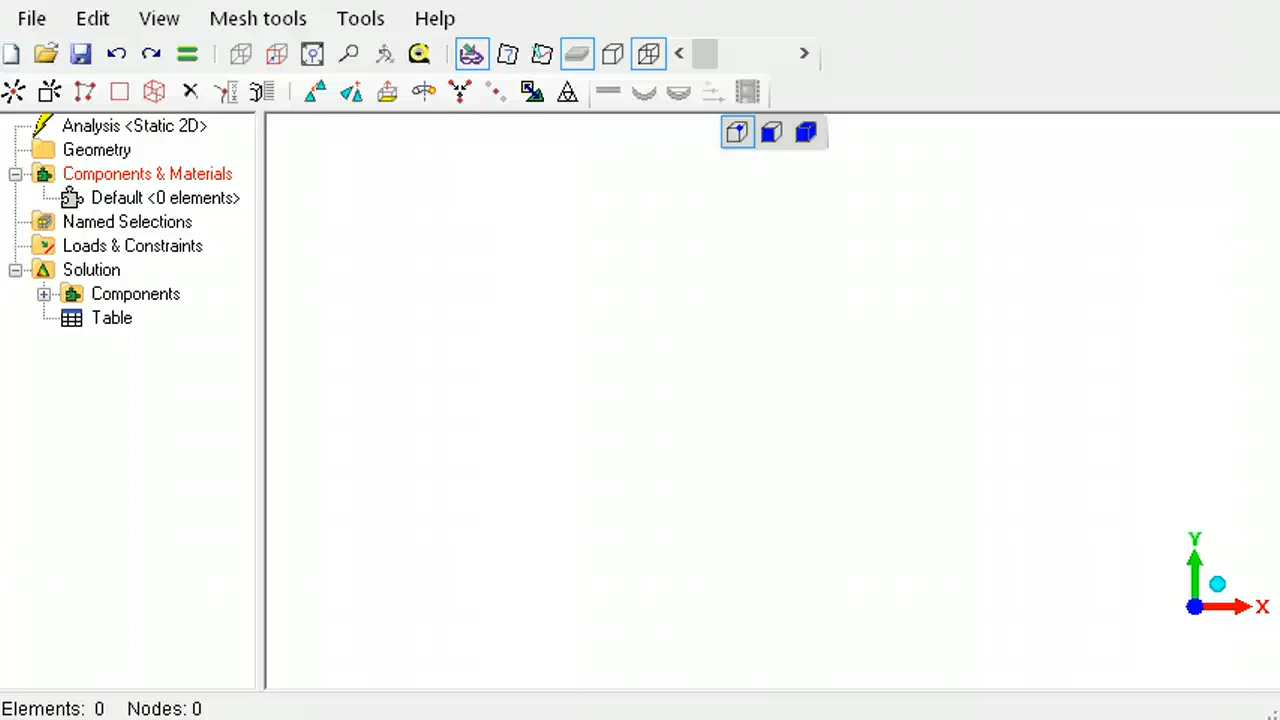 File Edit View Mesh tools Tools Help
Analysis <Static 2D>
Geometry
Components & Materials
Default <0 elements>
Named Selections
Loads & Constraints
Solution
Components
Table
Y
X
Elements: 0 Nodes: 0